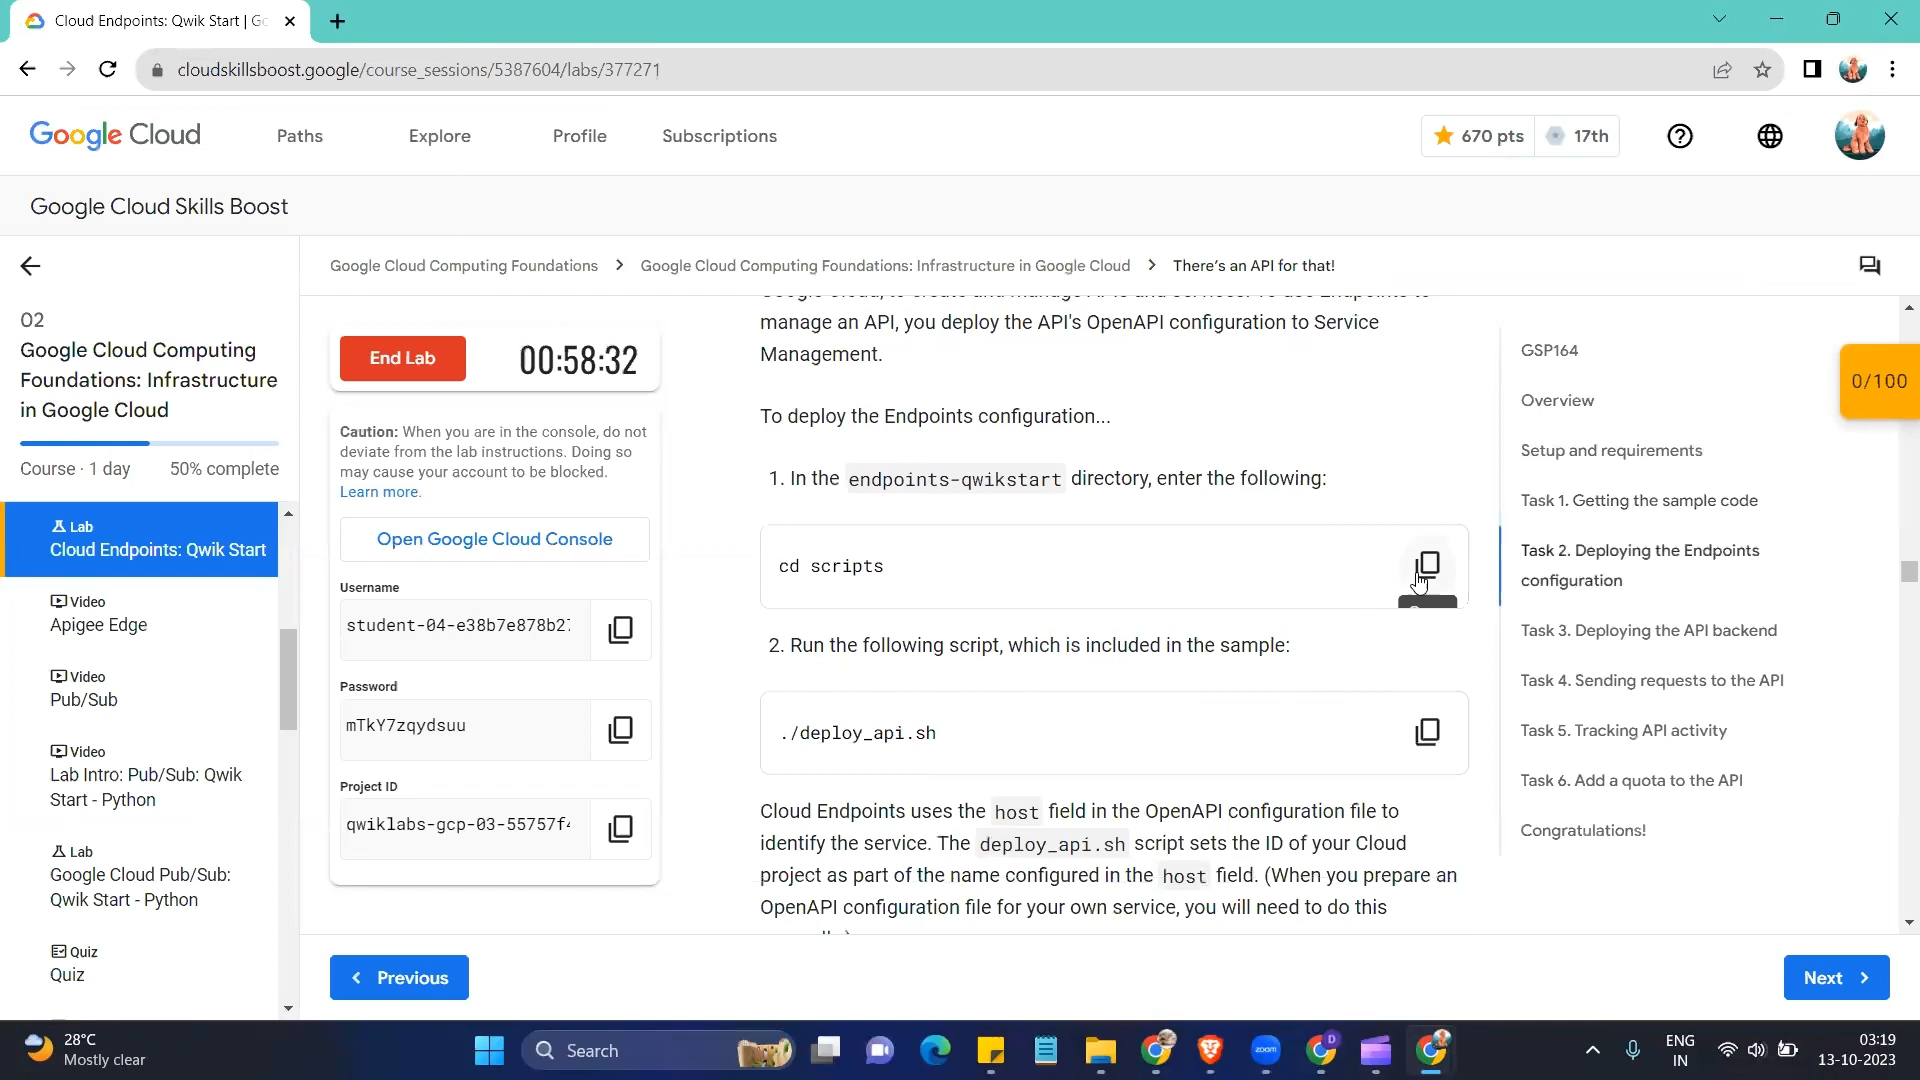 Cloud Endpoints: Qwik Start | Go
cloudskillsboost.google/course_sessions/5387604/labs/377271
Google Cloud
Paths
Explore
Profile
Subscriptions
670 pts
17th
Google Cloud Skills Boost
Google Cloud Computing Foundations
Google Cloud Computing Foundations: Infrastructure in Google Cloud
There's an API for that!
02
Google Cloud Computing
Foundations: Infrastructure
in Google Cloud
Course · 1 day
50% complete
Lab
Cloud Endpoints: Qwik Start
Video
Apigee Edge
Video
Pub/Sub
Video
Lab Intro: Pub/Sub: Qwik
Start - Python
Lab
Google Cloud Pub/Sub:
Qwik Start - Python
Quiz
Quiz
End Lab
00:58:32
Caution: When you are in the console, do not
deviate from the lab instructions. Doing so
may cause your account to be blocked.
Learn more.
Open Google Cloud Console
Username
student-04-e38b7e878b27
Password
mTkY7zqydsuu
Project ID
qwiklabs-gcp-03-55757f4
manage an API, you deploy the API's OpenAPI configuration to Service
Management.
To deploy the Endpoints configuration...
1. In the endpoints-qwikstart directory, enter the following:
cd scripts
2. Run the following script, which is included in the sample:
./deploy_api.sh
Cloud Endpoints uses the host field in the OpenAPI configuration file to
identify the service. The deploy_api.sh script sets the ID of your Cloud
project as part of the name configured in the host field. (When you prepare an
OpenAPI configuration file for your own service, you will need to do this
GSP164
Overview
Setup and requirements
Task 1. Getting the sample code
Task 2. Deploying the Endpoints
configuration
Task 3. Deploying the API backend
Task 4. Sending requests to the API
Task 5. Tracking API activity
Task 6. Add a quota to the API
Congratulations!
0/100
Previous
Next
28°C
Mostly clear
Search
zoom
D
ENG
IN
03:19
13-10-2023